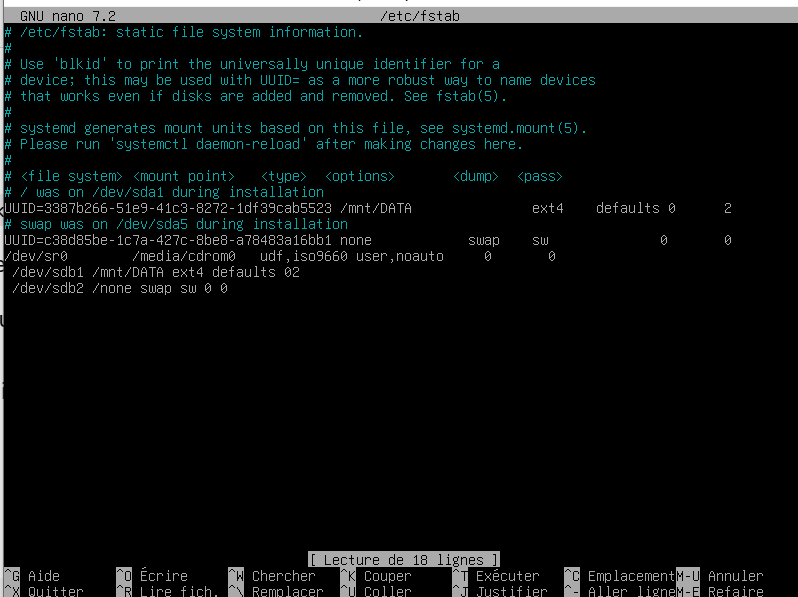 GNU nano 7.2 /etc/fstab
# /etc/fstab: static file system information.
#
# Use 'blkid' to print the universally unique identifier for a
# device; this may be used with UUID= as a more robust way to name devices
# that works even if disks are added and removed. See fstab(5).
#
# systemd generates mount units based on this file, see systemd.mount(5).
# Please run 'systemctl daemon-reload' after making changes here.
#
# <file system> <mount point> <type> <options> <dump> <pass>
# / was on /dev/sda1 during installation
UUID=3387b266-51e9-41c3-8272-1df39cab5523 /mnt/DATA ext4 defaults 0 2
# swap was on /dev/sda5 during installation
UUID=c38d85be-1c7a-427c-8be8-a78483a16bb1 none swap sw 0 0
/dev/sr0 /media/cdrom0 udf,iso9660 user,noauto 0 0
/dev/sdb1 /mnt/DATA ext4 defaults 02
/dev/sdb2 /none swap sw 0 0
[ Lecture de 18 lignes ]
^G Aide ^O Écrire ^W Chercher ^K Couper ^T Exécuter ^C Emplacement M-U Annuler
^X Quitter ^R Lire fich. ^\ Remplacer ^U Coller ^J Justifier ^- Aller ligne M-E Refaire